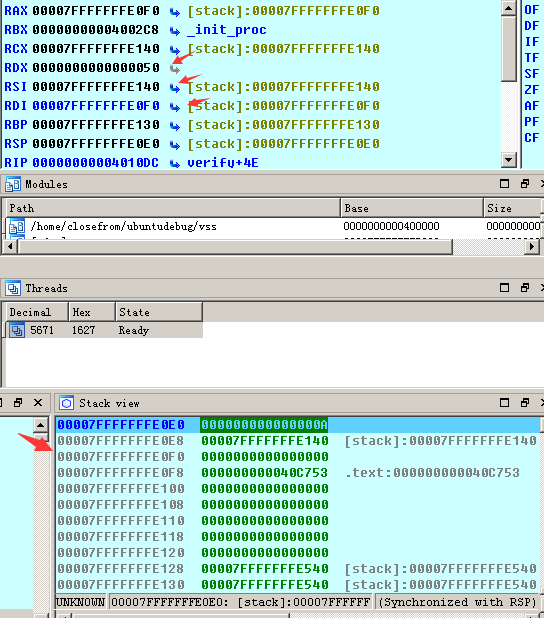 RAX 00007FFFFFFFE0F0 [stack]:00007FFFFFFFE0F0 OF
RBX 00000000004002C8 _init_proc DF
RCX 00007FFFFFFFE140 [stack]:00007FFFFFFFE140 IF
RDX 0000000000000050 TF
RSI 00007FFFFFFFE140 [stack]:00007FFFFFFFE140 SF
RDI 00007FFFFFFFE0F0 [stack]:00007FFFFFFFE0F0 ZF
RBP 00007FFFFFFFE130 [stack]:00007FFFFFFFE130 AF
RSP 00007FFFFFFFE0E0 [stack]:00007FFFFFFFE0E0 PF
RIP 00000000004010DC verify+4E CF
Modules
Path Base Size
/home/closefrom/ubuntudebug/vss 0000000000400000 000000000
Threads
Decimal Hex State
5671 1627 Ready
Stack view
00007FFFFFFFE0E0 000000000000000A
00007FFFFFFFE0E8 00007FFFFFFFE140 [stack]:00007FFFFFFFE140
00007FFFFFFFE0F0 0000000000000000
00007FFFFFFFE0F8 000000000040C753 .text:000000000040C753
00007FFFFFFFE100 0000000000000000
00007FFFFFFFE108 0000000000000000
00007FFFFFFFE110 0000000000000000
00007FFFFFFFE118 0000000000000000
00007FFFFFFFE120 0000000000000000
00007FFFFFFFE128 00007FFFFFFFE540 [stack]:00007FFFFFFFE540
00007FFFFFFFE130 00007FFFFFFFE540 [stack]:00007FFFFFFFE540
UNKNOWN 00007FFFFFFFE0E0: [stack]:00007FFFFFF (Synchronized with RSP)